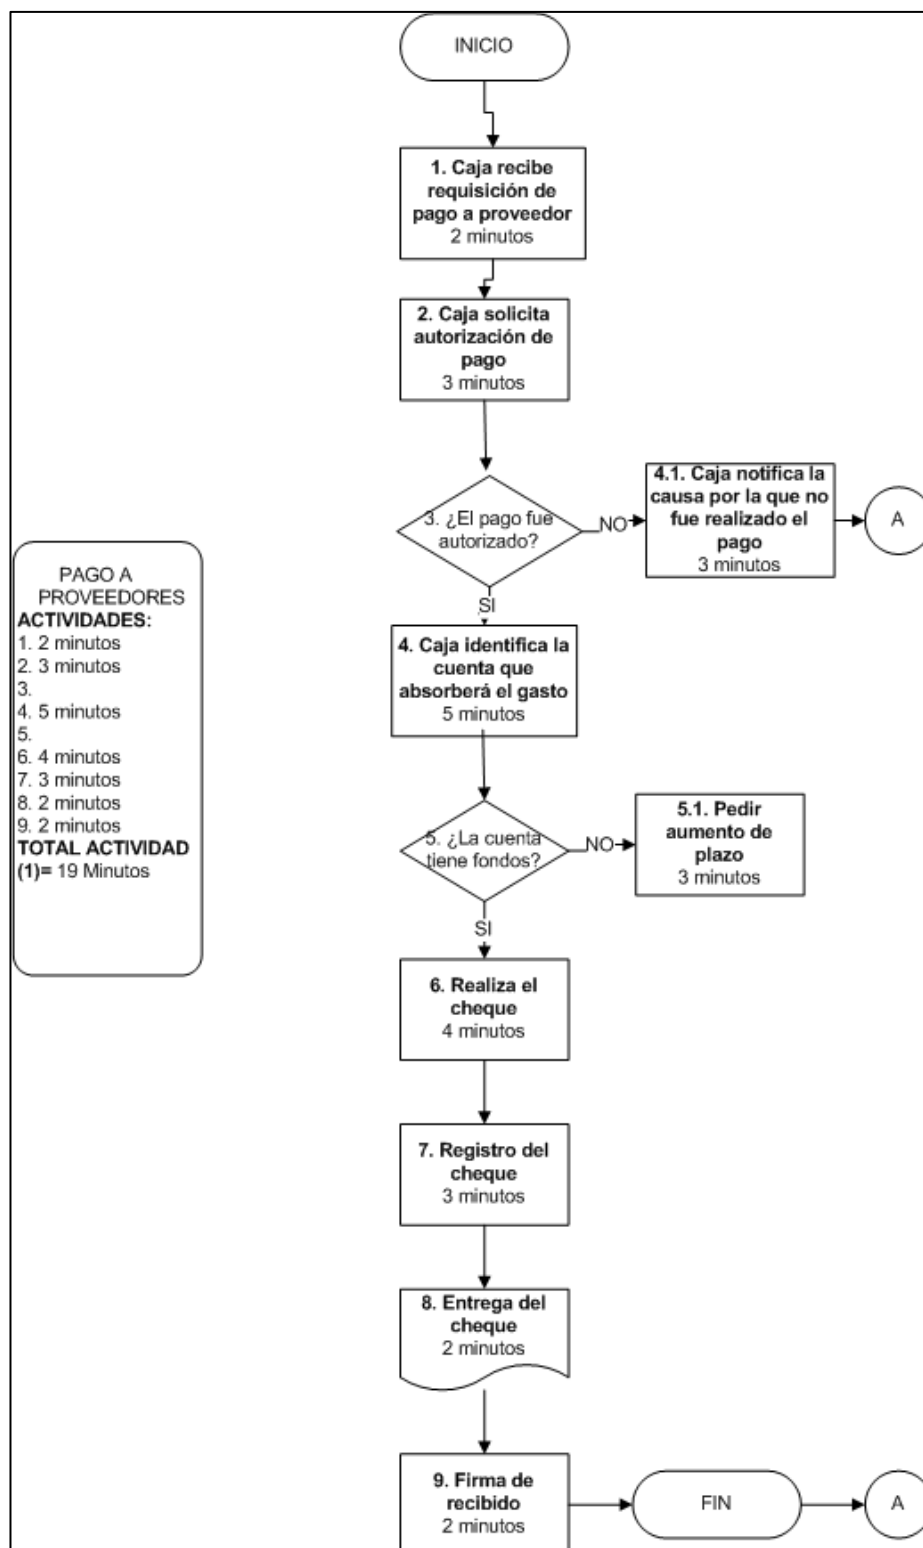 INICIO
1. Caja recibe
requisición de
pago a proveedor
2 minutos
2. Caja solicita
autorización de
pago
3 minutos
3. ¿El pago fue
autorizado?
NO
4.1. Caja notifica la
causa por la que no
fue realizado el
pago
3 minutos
A
SI
PAGO A
PROVEEDORES
ACTIVIDADES:
1. 2 minutos
2. 3 minutos
3.
4. 5 minutos
5.
6. 4 minutos
7. 3 minutos
8. 2 minutos
9. 2 minutos
TOTAL ACTIVIDAD
(1)= 19 Minutos
4. Caja identifica la
cuenta que
absorberá el gasto
5 minutos
5. ¿La cuenta
tiene fondos?
NO
5.1. Pedir
aumento de
plazo
3 minutos
SI
6. Realiza el
cheque
4 minutos
7. Registro del
cheque
3 minutos
8. Entrega del
cheque
2 minutos
9. Firma de
recibido
2 minutos
FIN
A